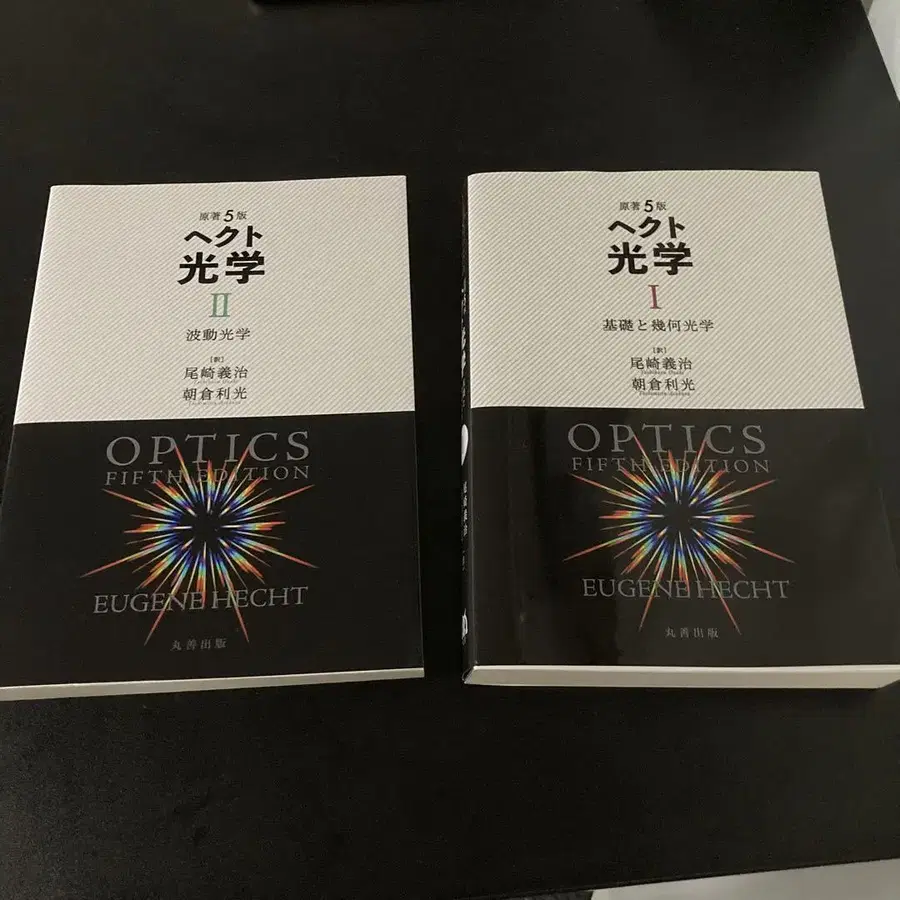 原著5版
ヘクト
光学
II
波動光学
[訳]
尾崎義治
朝倉利光
OPTICS
FIFTH EDITION
EUGENE HECHT
丸善出版
原著5版
ヘクト
光学
I
基礎と幾何光学
[訳]
尾崎義治
朝倉利光
OPTICS
FIFTH EDITION
EUGENE HECHT
丸善出版